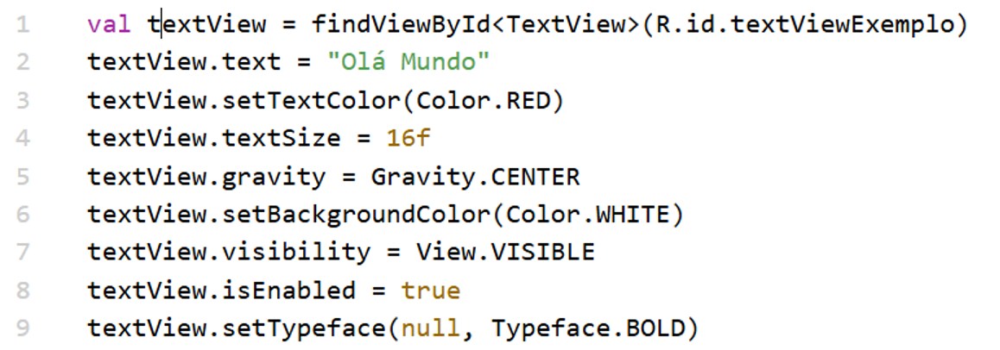 1 val textView = findViewById<TextView>(R.id.textViewExemplo)
2 textView.text = "Olá Mundo"
3 textView.setTextColor(Color.RED)
4 textView.textSize = 16f
5 textView.gravity = Gravity.CENTER
6 textView.setBackgroundColor(Color.WHITE)
7 textView.visibility = View.VISIBLE
8 textView.isEnabled = true
9 textView.setTypeface(null, Typeface.BOLD)